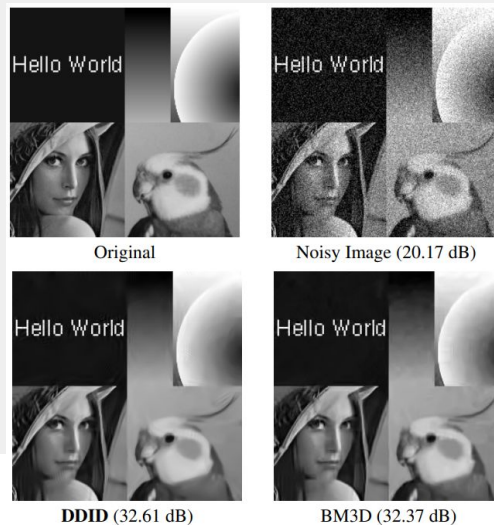 Hello World
Hello World
Original
Noisy Image (20.17 dB)
Hello World
Hello World
DDID (32.61 dB)
BM3D (32.37 dB)